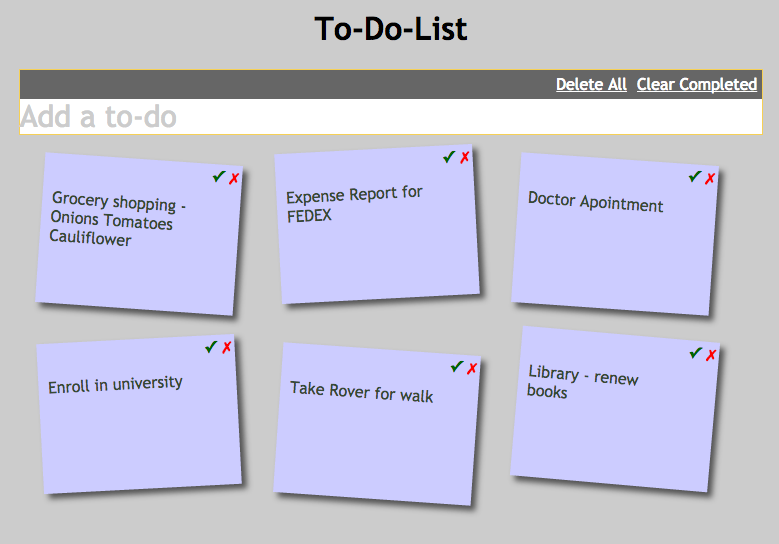 To-Do-List
Delete All Clear Completed
Add a to-do
✔ ✗
Grocery shopping -
Onions Tomatoes
Cauliflower
✔ ✗
Expense Report for
FEDEX
✔ ✗
Doctor Apointment
✔ ✗
Enroll in university
✔ ✗
Take Rover for walk
✔ ✗
Library - renew
books